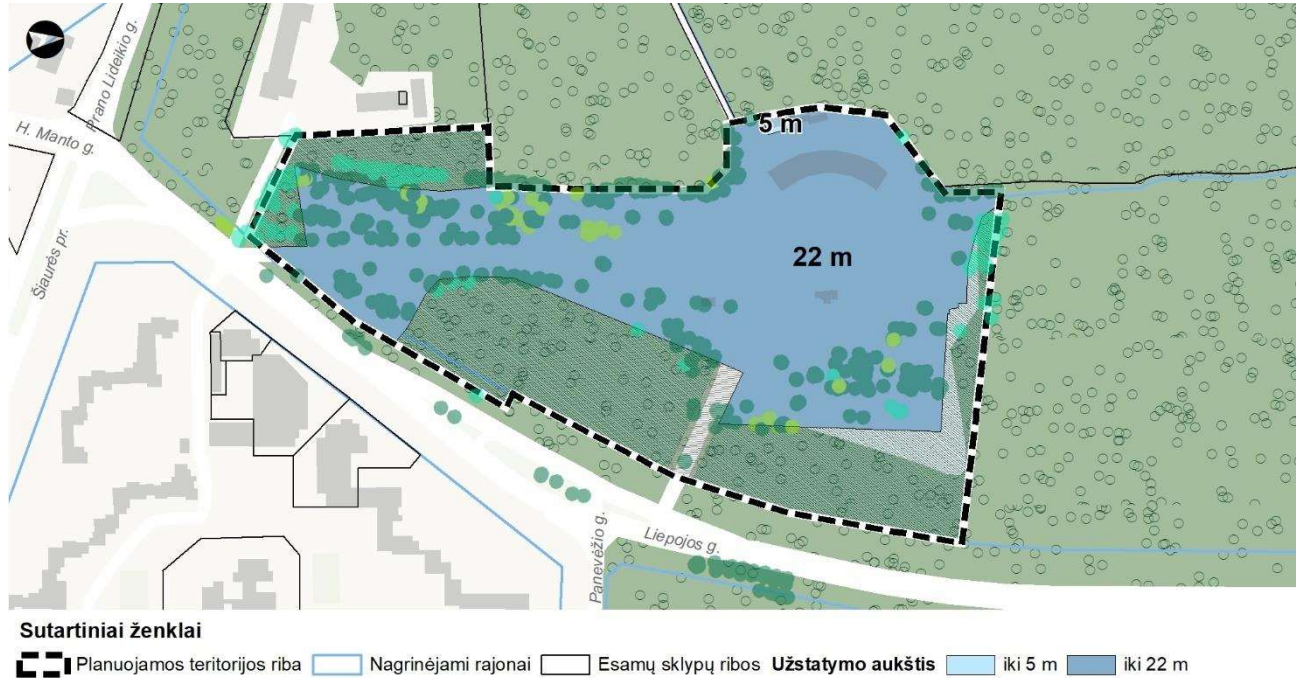 Prano Lideikio g.
H. Manto g.
Šiaurės pr.
5 m
22 m
Liepojos g.
Panevėžio g.
Sutartiniai ženklai
Planuojamos teritorijos riba Nagrinėjami rajonai Esamų sklypų ribos Užstatymo aukštis iki 5 m iki 22 m